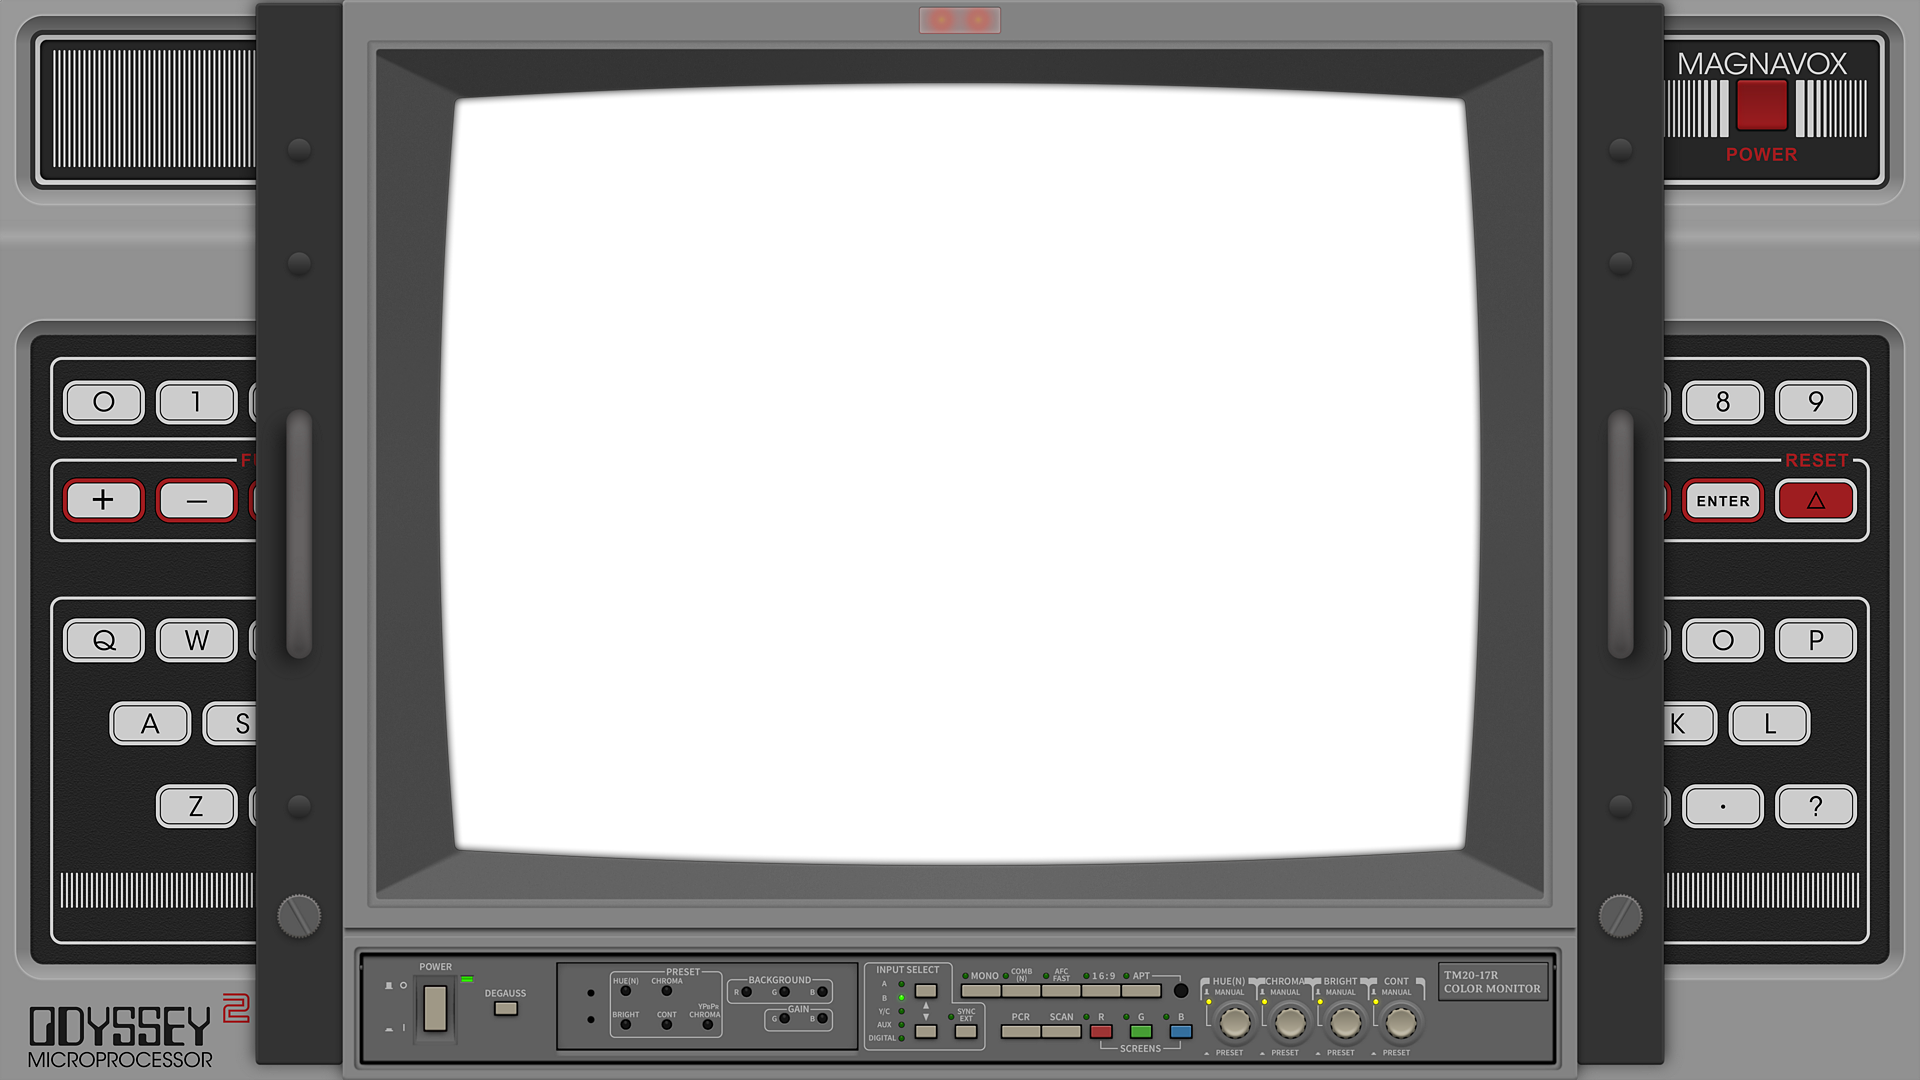 MAGNAVOX
POWER
0 1
8 9
FU
RESET
+ −
ENTER △
Q W
O P
A S
K L
Z
. ?
ODYSSEY 2
MICROPROCESSOR
POWER
O
I
DEGAUSS
PRESET
HUE(N) CHROMA
BRIGHT CONT YPBPR CHROMA
BACKGROUND
R G B
GAIN
G B
INPUT SELECT
A
B
Y/C
AUX
DIGITAL
SYNC EXT
MONO COMB (N) AFC FAST 16:9 APT
PCR SCAN R G B
SCREENS
HUE(N) CHROMA BRIGHT CONT
MANUAL MANUAL MANUAL MANUAL
PRESET PRESET PRESET PRESET
TM20-17R
COLOR MONITOR